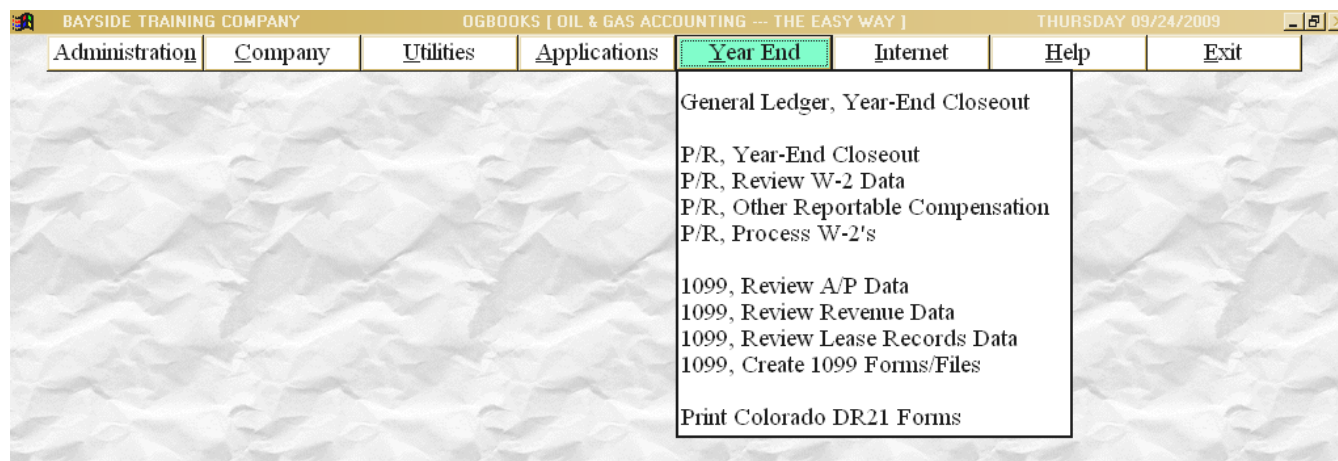 BAYSIDE TRAINING COMPANY OGBOOKS [ OIL & GAS ACCOUNTING --- THE EASY WAY ] THURSDAY 09/24/2009
Administration Company Utilities Applications Year End Internet Help Exit
General Ledger, Year-End Closeout
P/R, Year-End Closeout
P/R, Review W-2 Data
P/R, Other Reportable Compensation
P/R, Process W-2's
1099, Review A/P Data
1099, Review Revenue Data
1099, Review Lease Records Data
1099, Create 1099 Forms/Files
Print Colorado DR21 Forms